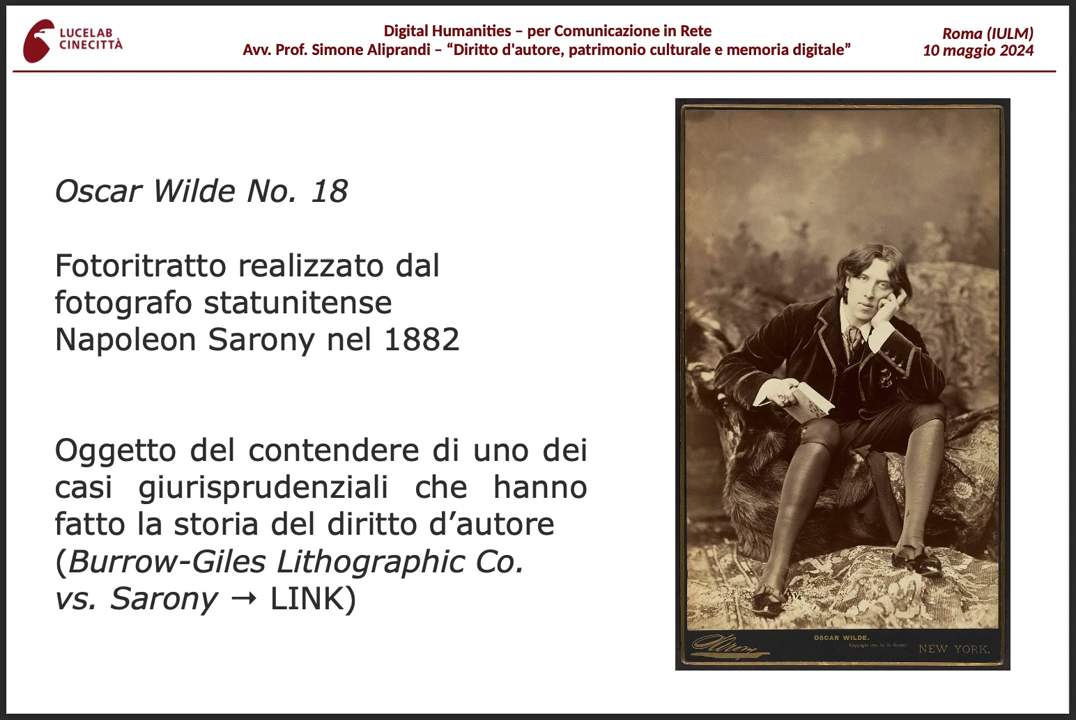 LUCELAB
CINECITTÀ
Digital Humanities – per Comunicazione in Rete
Avv. Prof. Simone Aliprandi – “Diritto d'autore, patrimonio culturale e memoria digitale”
Roma (IULM)
10 maggio 2024
Oscar Wilde No. 18
Fotoritratto realizzato dal
fotografo statunitense
Napoleon Sarony nel 1882
Oggetto del contendere di uno dei
casi giurisprudenziali che hanno
fatto la storia del diritto d’autore
(Burrow-Giles Lithographic Co.
vs. Sarony → LINK)
Sarony
OSCAR WILDE.
NEW YORK.